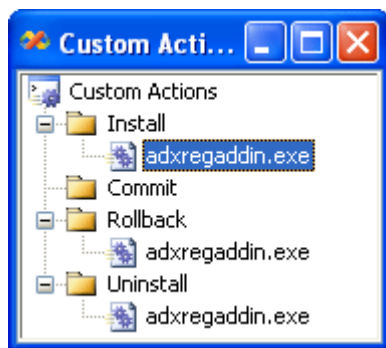 Custom Acti...
Custom Actions
Install
adxregaddin.exe
Commit
Rollback
adxregaddin.exe
Uninstall
adxregaddin.exe